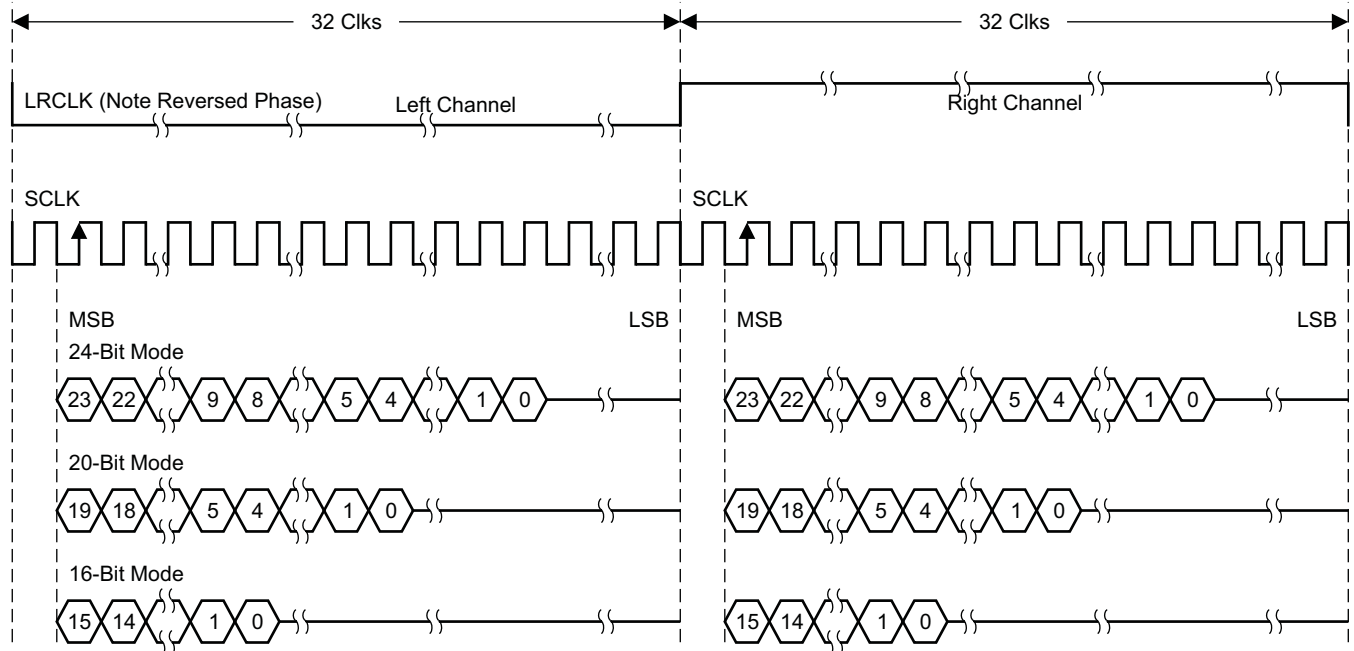 32 Clks 32 Clks
LRCLK (Note Reversed Phase) Left Channel Right Channel
SCLK SCLK
MSB LSB MSB LSB
24-Bit Mode
23 22 9 8 5 4 1 0 23 22 9 8 5 4 1 0
20-Bit Mode
19 18 5 4 1 0 19 18 5 4 1 0
16-Bit Mode
15 14 1 0 15 14 1 0